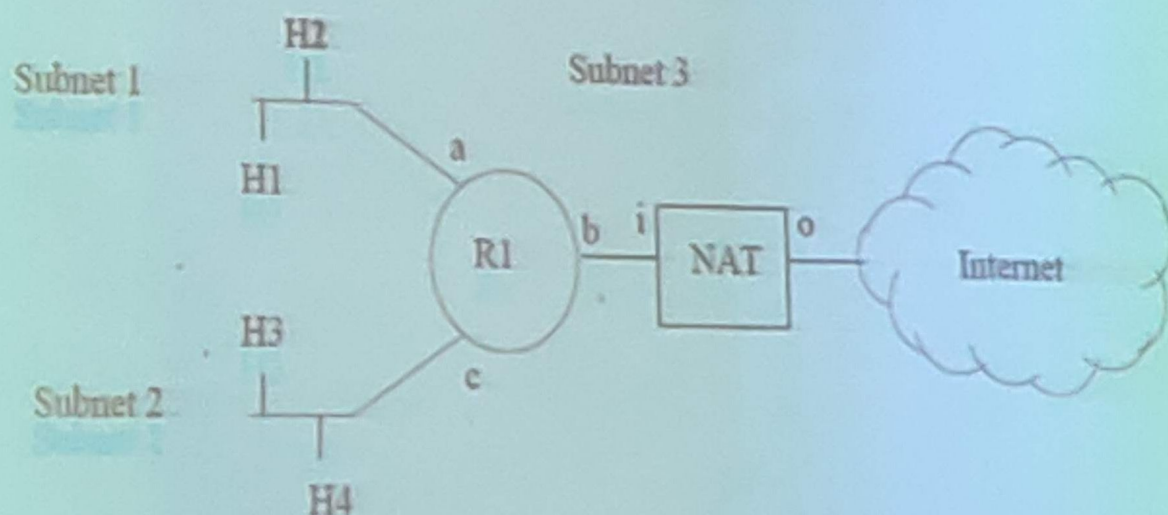 H2
Subnet 1
Subnet 3
a
H1
b
i
o
R1
NAT
Internet
H3
c
Subnet 2
H4